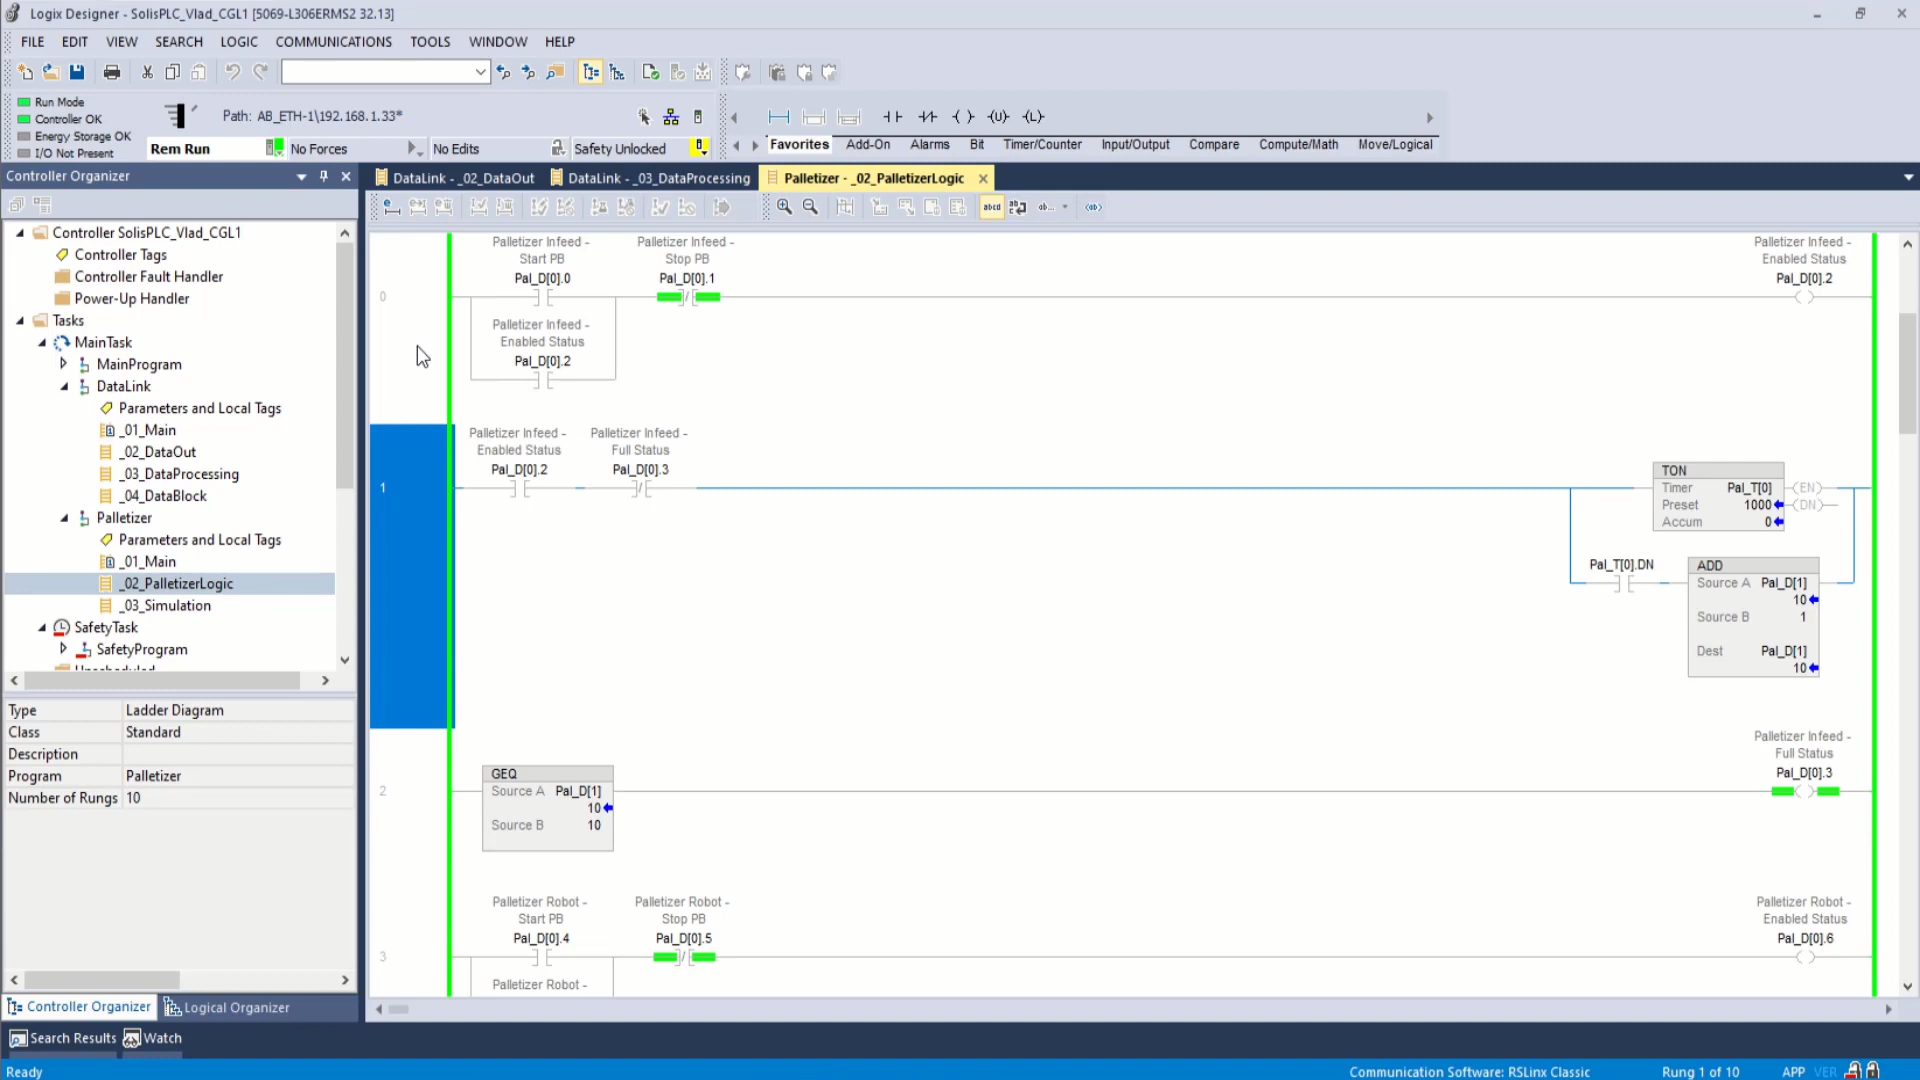 Logix Designer - SolisPLC_Vlad_CGL1 [5069-L306ERMS2 32.13]
FILE EDIT VIEW SEARCH LOGIC COMMUNICATIONS TOOLS WINDOW HELP
Run Mode
Controller OK
Energy Storage OK
I/O Not Present
Path: AB_ETH-1\192.168.1.33*
Rem Run No Forces No Edits Safety Unlocked
Favorites Add-On Alarms Bit Timer/Counter Input/Output Compare Compute/Math Move/Logical
Controller Organizer
DataLink - _02_DataOut DataLink - _03_DataProcessing Palletizer - _02_PalletizerLogic
Controller SolisPLC_Vlad_CGL1
Controller Tags
Controller Fault Handler
Power-Up Handler
Tasks
MainTask
MainProgram
DataLink
Parameters and Local Tags
_01_Main
_02_DataOut
_03_DataProcessing
_04_DataBlock
Palletizer
Parameters and Local Tags
_01_Main
_02_PalletizerLogic
_03_Simulation
SafetyTask
SafetyProgram
Unscheduled
Type Ladder Diagram
Class Standard
Description
Program Palletizer
Number of Rungs 10
Controller Organizer Logical Organizer
0
Palletizer Infeed -
Start PB
Pal_D[0].0
Palletizer Infeed -
Stop PB
Pal_D[0].1
Palletizer Infeed -
Enabled Status
Pal_D[0].2
Palletizer Infeed -
Enabled Status
Pal_D[0].2
1
Palletizer Infeed -
Enabled Status
Pal_D[0].2
Palletizer Infeed -
Full Status
Pal_D[0].3
TON
Timer Pal_T[0] (EN)
Preset 1000 (DN)
Accum 0
Pal_T[0].DN
ADD
Source A Pal_D[1]
10
Source B 1
Dest Pal_D[1]
10
2
GEQ
Source A Pal_D[1]
10
Source B 10
Palletizer Infeed -
Full Status
Pal_D[0].3
3
Palletizer Robot -
Start PB
Pal_D[0].4
Palletizer Robot -
Stop PB
Pal_D[0].5
Palletizer Robot -
Enabled Status
Pal_D[0].6
Palletizer Robot -
Search Results Watch
Ready
Communication Software: RSLinx Classic Rung 1 of 10 APP VER